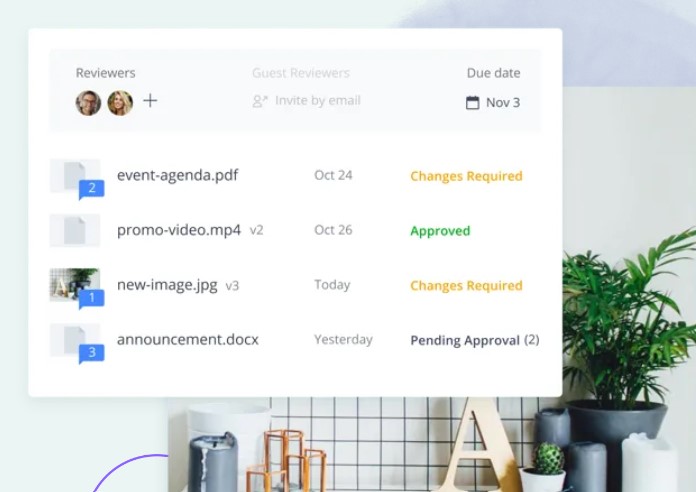 Reviewers
Guest Reviewers
Due date
Invite by email
Nov 3
2
event-agenda.pdf Oct 24 Changes Required
promo-video.mp4 v2 Oct 26 Approved
1
new-image.jpg v3 Today Changes Required
3
announcement.docx Yesterday Pending Approval (2)
A